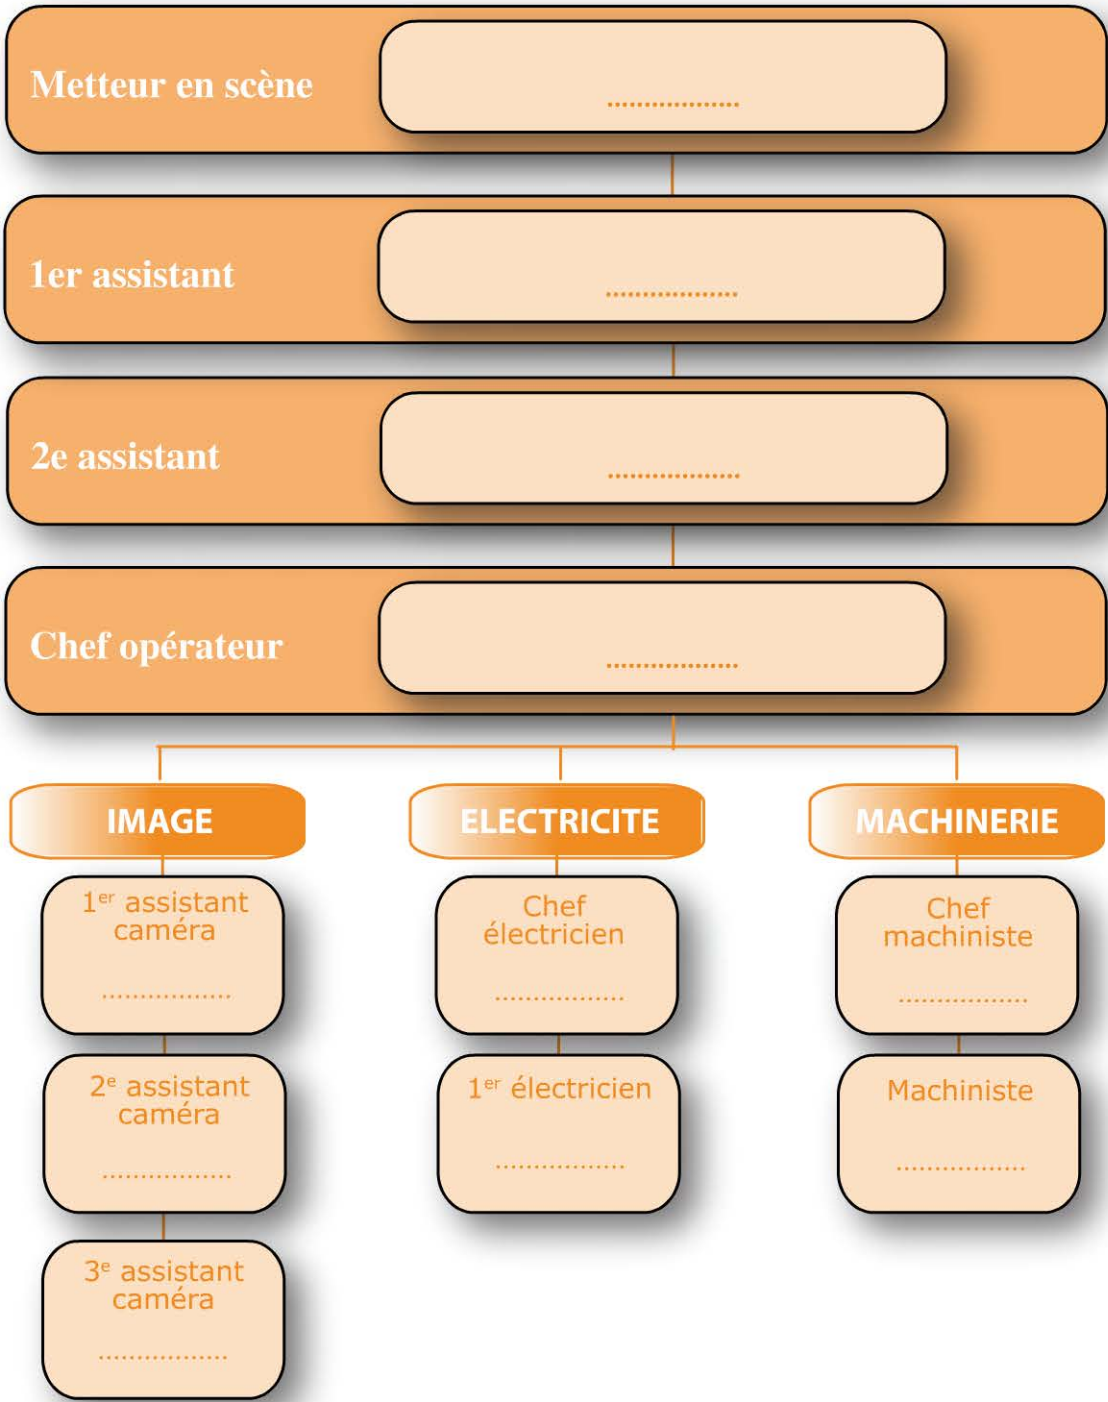 Metteur en scène
..................
1er assistant
..................
2e assistant
..................
Chef opérateur
..................
IMAGE
1er assistant
caméra
.................
2e assistant
caméra
.................
3e assistant
caméra
.................
ELECTRICITE
Chef
électricien
.................
1er électricien
.................
MACHINERIE
Chef
machiniste
.................
Machiniste
.................